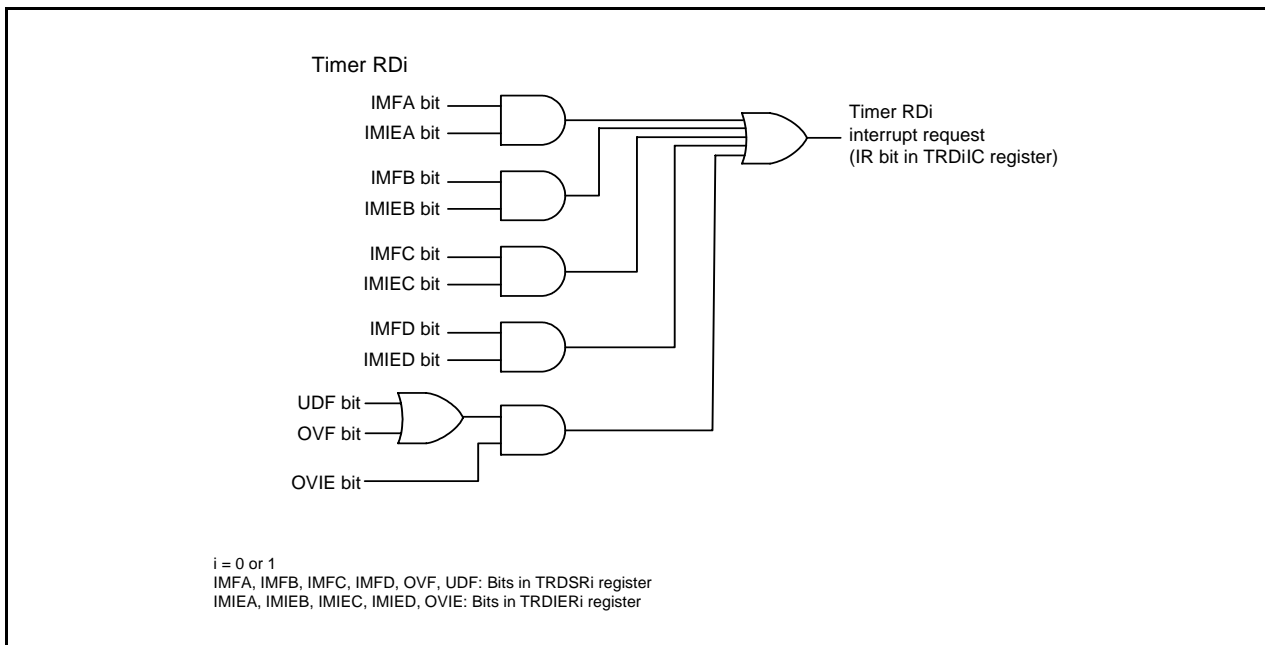 Timer RDi
IMFA bit
IMIEA bit
IMFB bit
IMIEB bit
IMFC bit
IMIEC bit
IMFD bit
IMIED bit
UDF bit
OVF bit
OVIE bit
Timer RDi
interrupt request
(IR bit in TRDiIC register)
i = 0 or 1
IMFA, IMFB, IMFC, IMFD, OVF, UDF: Bits in TRDSRi register
IMIEA, IMIEB, IMIEC, IMIED, OVIE: Bits in TRDIERi register